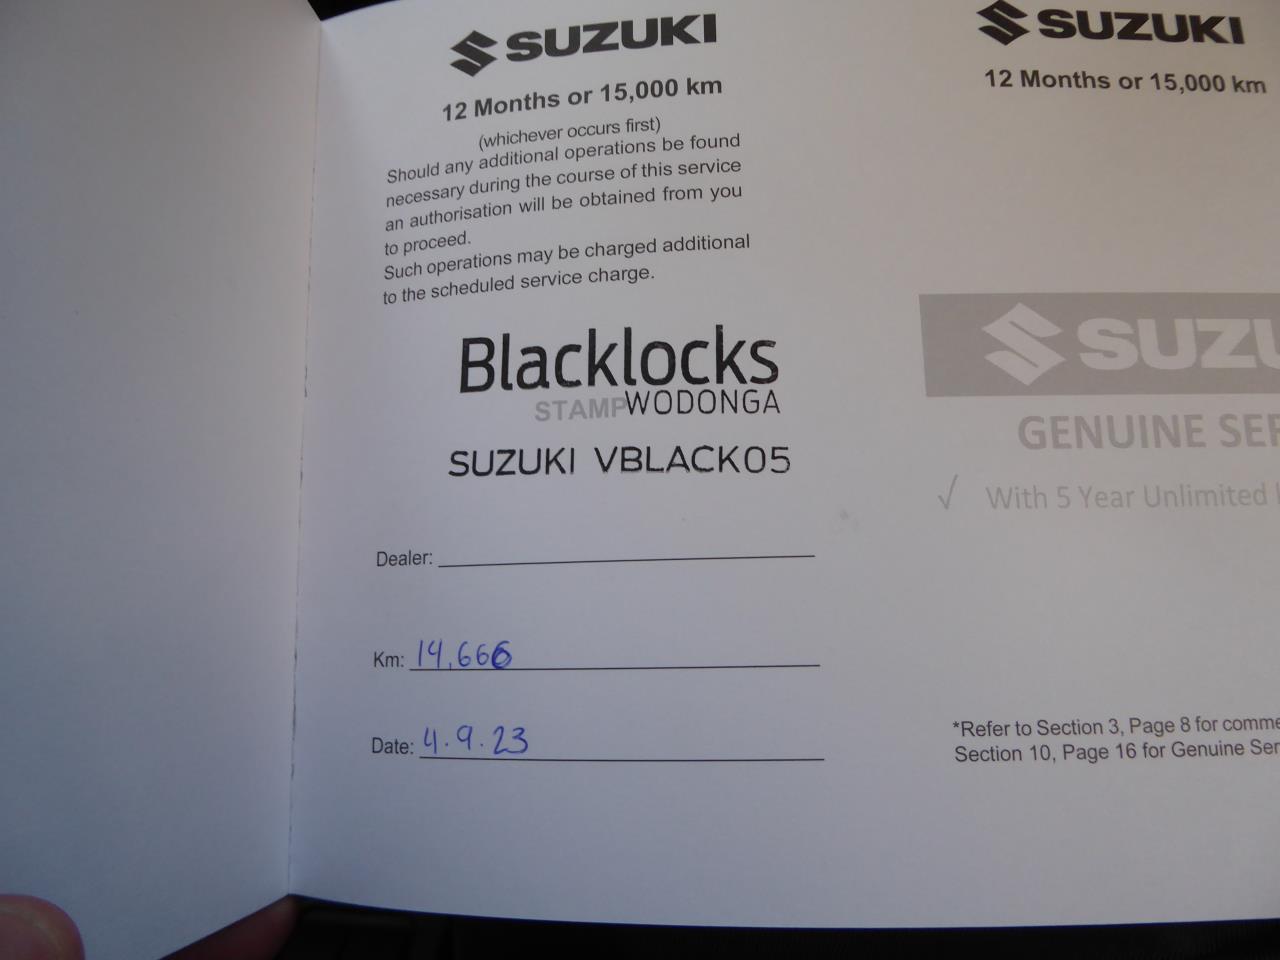 SUZUKI
12 Months or 15,000 km
(whichever occurs first)
Should any additional operations be found
necessary during the course of this service
an authorisation will be obtained from you
to proceed.
Such operations may be charged additional
to the scheduled service charge.
Blacklocks
STAMP WODONGA
SUZUKI VBLACK05
Dealer:
Km: 14,666
Date: 4.9.23
SUZUKI
12 Months or 15,000 km
SUZU
GENUINE SER
√ With 5 Year Unlimited
*Refer to Section 3, Page 8 for comme
Section 10, Page 16 for Genuine Ser